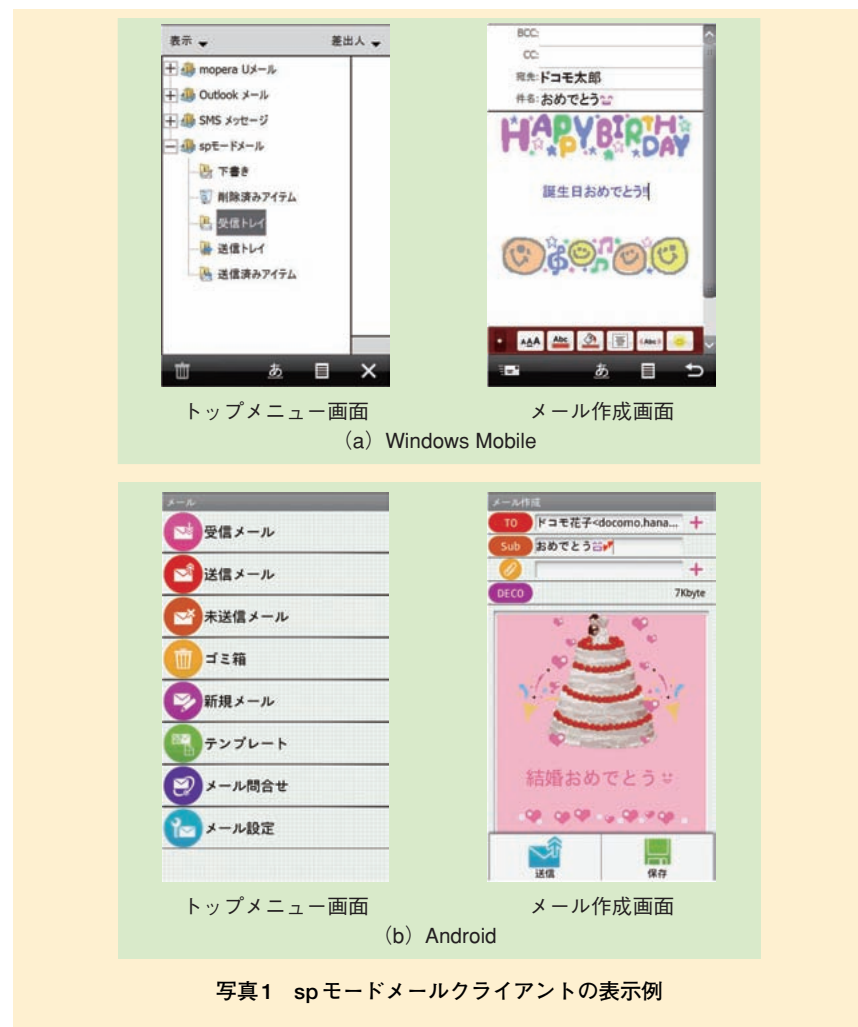 表示
差出人
mopera Uメール
Outlook メール
SMS メッセージ
spモードメール
下書き
削除済みアイテム
受信トレイ
送信トレイ
送信済みアイテム
あ
トップメニュー画面
BCC:
CC:
宛先:ドコモ太郎
件名:おめでとう
HAPPY BIRTH
DAY
誕生日おめでとう!!
AAA Abc <Abc>
あ
メール作成画面
(a) Windows Mobile
メール
受信メール
送信メール
未送信メール
ゴミ箱
新規メール
テンプレート
メール問合せ
メール設定
トップメニュー画面
メール作成
TO ドコモ花子<docomo.hana...
Sub おめでとう
DECO 7Kbyte
結婚おめでとう
送信 保存
メール作成画面
(b) Android
写真1 spモードメールクライアントの表示例